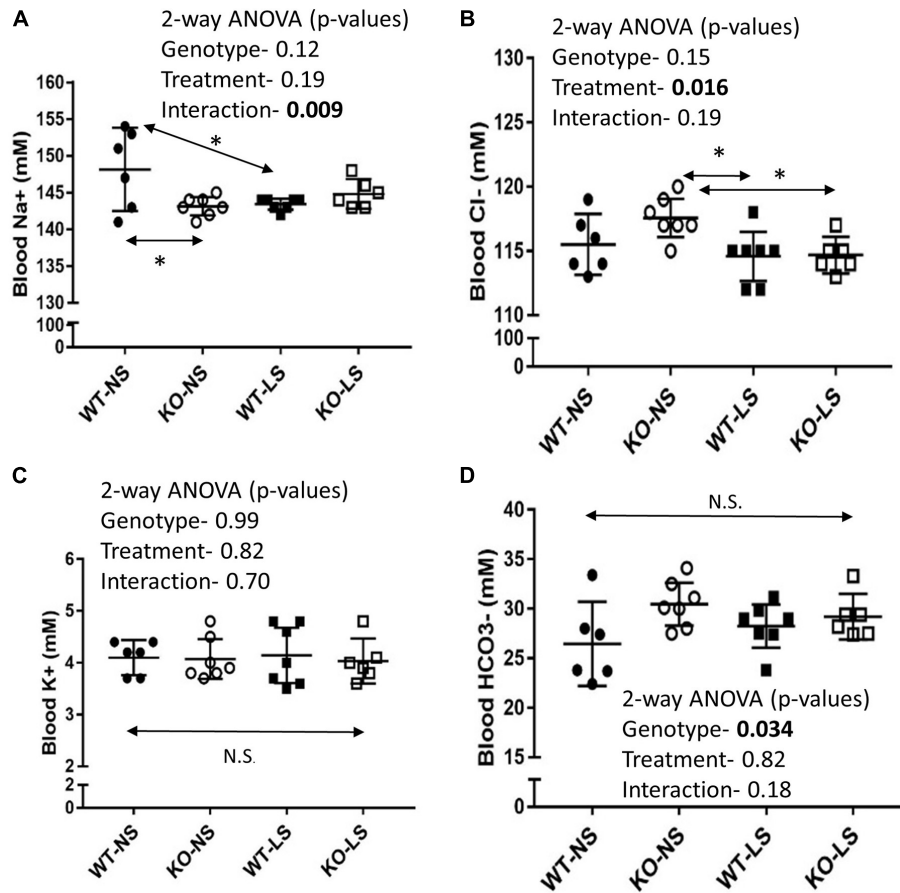 A
2-way ANOVA (p-values)
Genotype- 0.12
Treatment- 0.19
Interaction- 0.009
Blood Na+ (mM)
160
155
150
145
140
135
130
100
0
*
*
WT-NS
KO-NS
WT-LS
KO-LS
B
2-way ANOVA (p-values)
Genotype- 0.15
Treatment- 0.016
Interaction- 0.19
Blood Cl- (mM)
130
125
120
115
110
100
0
*
*
WT-NS
KO-NS
WT-LS
KO-LS
C
2-way ANOVA (p-values)
Genotype- 0.99
Treatment- 0.82
Interaction- 0.70
Blood K+ (mM)
6
5
4
3
2
2
0
N.S.
WT-NS
KO-NS
WT-LS
KO-LS
D
N.S.
Blood HCO3- (mM)
40
35
30
25
20
15
0
2-way ANOVA (p-values)
Genotype- 0.034
Treatment- 0.82
Interaction- 0.18
WT-NS
KO-NS
WT-LS
KO-LS